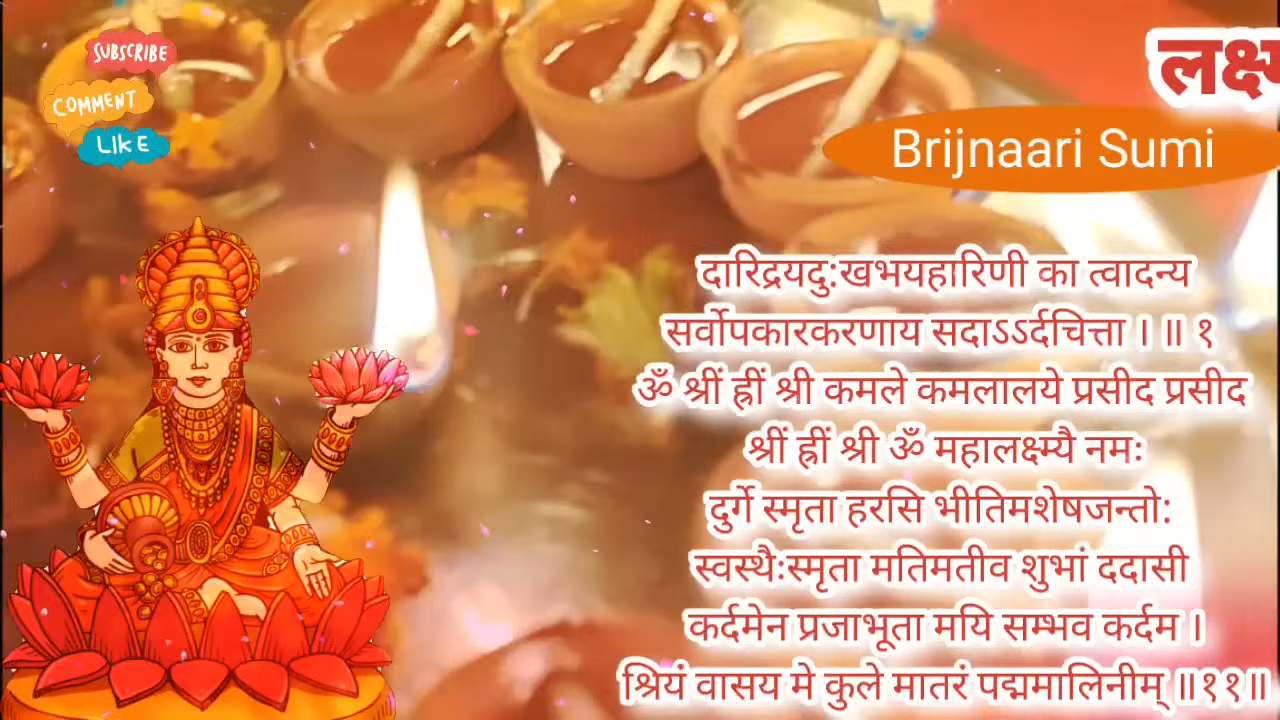 SUBSCRIBE
COMMENT
LIKE
Brijnaari Sumi
दारिद्रयदु:खभयहारिणी का त्वादन्य
सर्वोपकारकरणाय सदाऽऽर्दचित्ता । ॥ १
ॐ श्रीं ह्रीं श्री कमले कमलालये प्रसीद प्रसीद
श्रीं ह्रीं श्री ॐ महालक्ष्म्यै नमः
दुर्गे स्मृता हरसि भीतिमशेषजन्तो:
स्वस्थैःस्मृता मतिमतीव शुभां ददासी
कर्दमेन प्रजाभूता मयि सम्भव कर्दम ।
श्रियं वासय मे कुले मातरं पद्ममालिनीम् ॥११॥